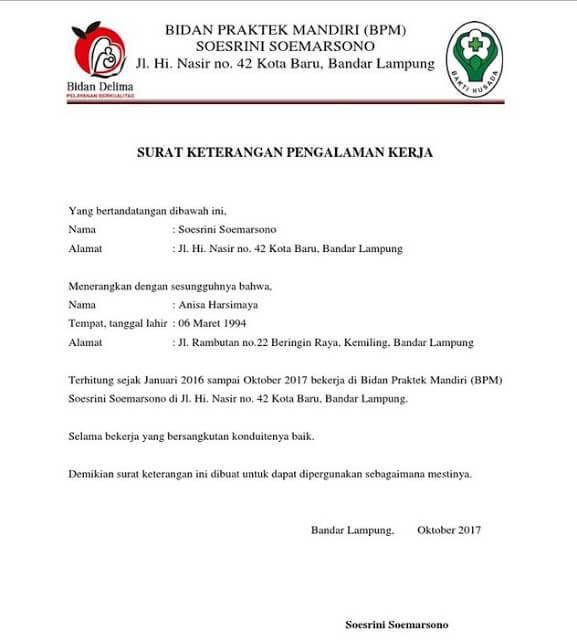 BIDAN PRAKTEK MANDIRI (BPM)
SOESRINI SOEMARSONO
Jl. Hi. Nasir no. 42 Kota Baru, Bandar Lampung
Bidan Delima
PELAYANAN BERKUALITAS
BAKTI HUSADA
SURAT KETERANGAN PENGALAMAN KERJA
Yang bertandatangan dibawah ini,
Nama : Soesrini Soemarsono
Alamat : Jl. Hi. Nasir no. 42 Kota Baru, Bandar Lampung
Menerangkan dengan sesungguhnya bahwa,
Nama : Anisa Harsimaya
Tempat, tanggal lahir : 06 Maret 1994
Alamat : Jl. Rambutan no.22 Beringin Raya, Kemiling, Bandar Lampung
Terhitung sejak Januari 2016 sampai Oktober 2017 bekerja di Bidan Praktek Mandiri (BPM)
Soesrini Soemarsono di Jl. Hi. Nasir no. 42 Kota Baru, Bandar Lampung.
Selama bekerja yang bersangkutan konduitenya baik.
Demikian surat keterangan ini dibuat untuk dapat dipergunakan sebagaimana mestinya.
Bandar Lampung, Oktober 2017
Soesrini Soemarsono